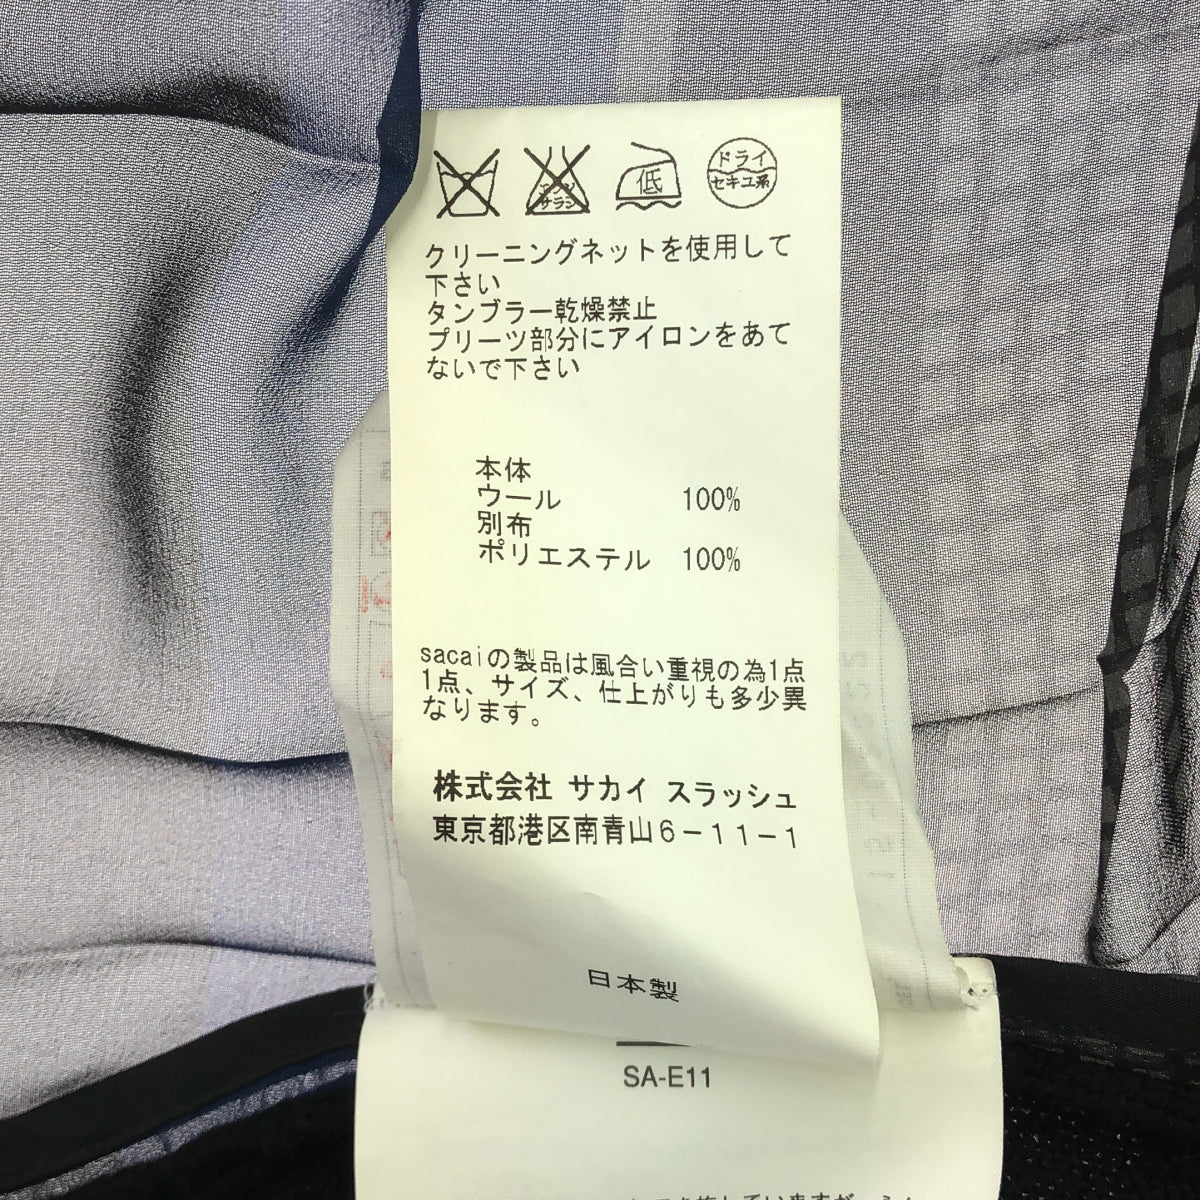 低
ドライ
セキユ系
クリーニングネットを使用して
下さい
タンブラー乾燥禁止
プリーツ部分にアイロンをあて
ないで下さい
本体
ウール 100%
別布
ポリエステル 100%
sacaiの製品は風合い重視の為1点
1点、サイズ、仕上がりも多少異
なります。
株式会社 サカイ スラッシュ
東京都港区南青山6-11-1
日本製
SA-E11